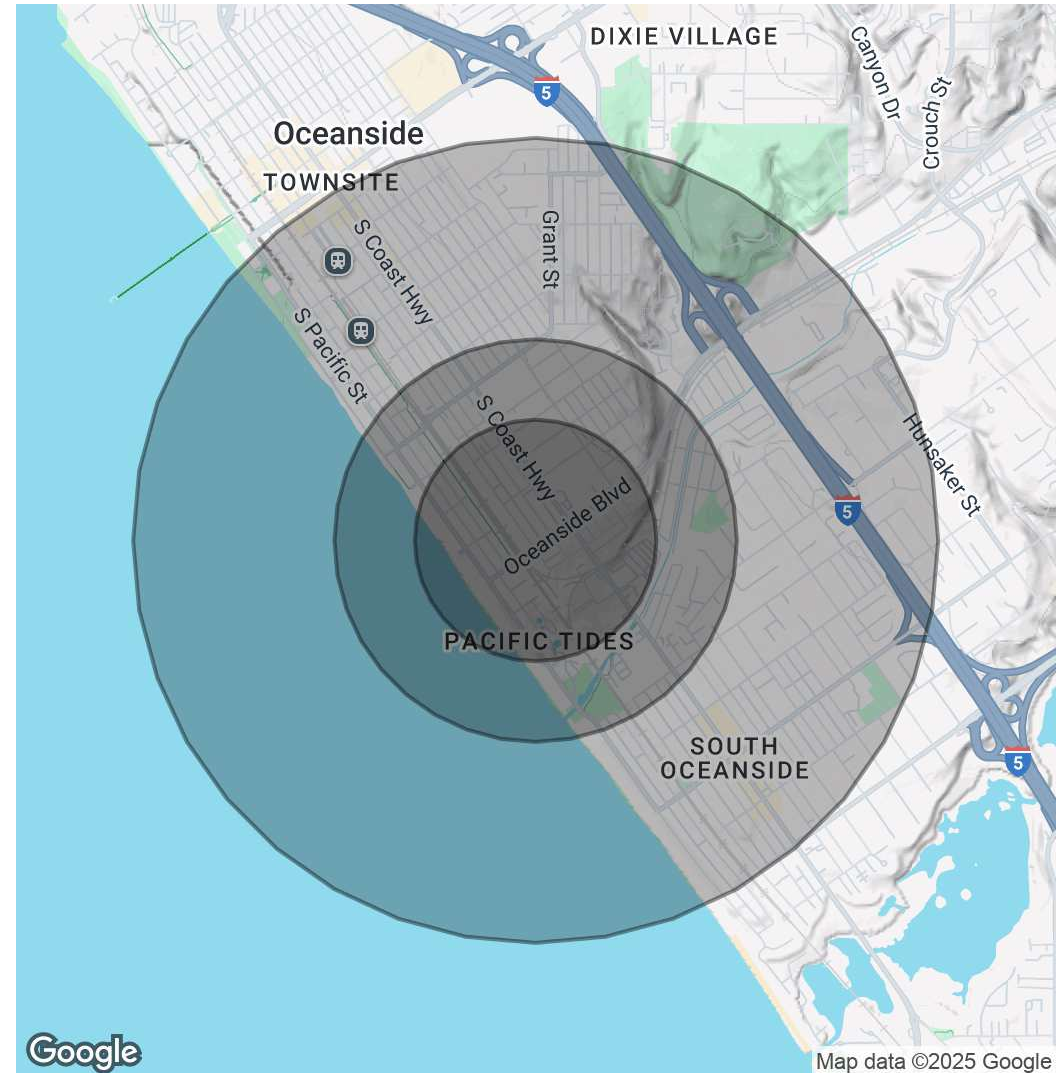 DIXIE VILLAGE
Canyon Dr
Crouch St
5
Oceanside
TOWNSITE
Grant St
S Coast Hwy
S Pacific St
S Coast Hwy
Hunsaker St
Oceanside Blvd
5
PACIFIC TIDES
SOUTH
OCEANSIDE
5
Google
Map data ©2025 Google